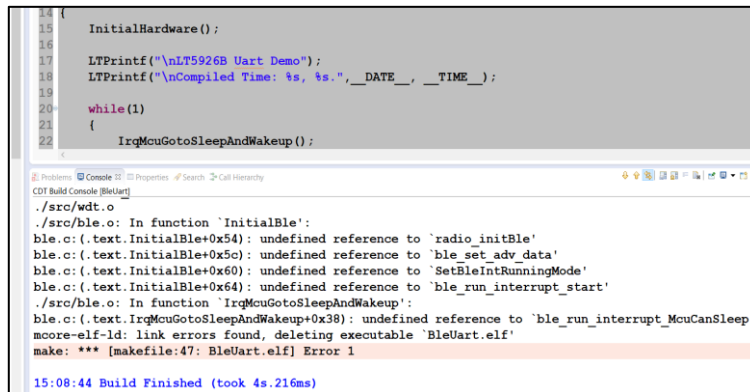 14 {
15 InitialHardware();
16
17 LTPrintf("\nLT5926B Uart Demo");
18 LTPrintf("\nCompiled Time: %s, %s.",__DATE__, __TIME__);
19
20 while(1)
21 {
22 IrqMcuGotoSleepAndWakeup();
Problems Console Properties Search Call Hierarchy
CDT Build Console [BleUart]
./src/wdt.o
./src/ble.o: In function `InitialBle':
ble.c:(.text.InitialBle+0x54): undefined reference to `radio_initBle'
ble.c:(.text.InitialBle+0x5c): undefined reference to `ble_set_adv_data'
ble.c:(.text.InitialBle+0x60): undefined reference to `SetBleIntRunningMode'
ble.c:(.text.InitialBle+0x64): undefined reference to `ble_run_interrupt_start'
./src/ble.o: In function `IrqMcuGotoSleepAndWakeup':
ble.c:(.text.IrqMcuGotoSleepAndWakeup+0x38): undefined reference to `ble_run_interrupt_McuCanSleep
mcore-elf-ld: link errors found, deleting executable `BleUart.elf'
make: *** [makefile:47: BleUart.elf] Error 1
15:08:44 Build Finished (took 4s.216ms)